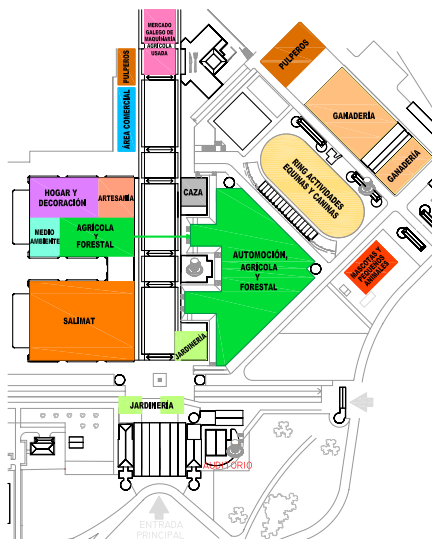 MERCADO
GALEGO DE
MAQUINARIA
AGRÍCOLA
USADA
PULPEROS
PULPEROS
ÁREA COMERCIAL
GANADERÍA
GANADERÍA
RING ACTIVIDADES
EQUINAS Y CANINAS
HOGAR Y
DECORACIÓN
ARTESANÍA
CAZA
MEDIO
AMBIENTE
AGRÍCOLA
Y
FORESTAL
AUTOMOCIÓN,
AGRÍCOLA
Y
FORESTAL
MASCOTAS Y
PEQUEÑOS
ANIMALES
SALIMAT
JARDINERÍA
JARDINERÍA
AUDITORIO
ENTRADA
PRINCIPAL